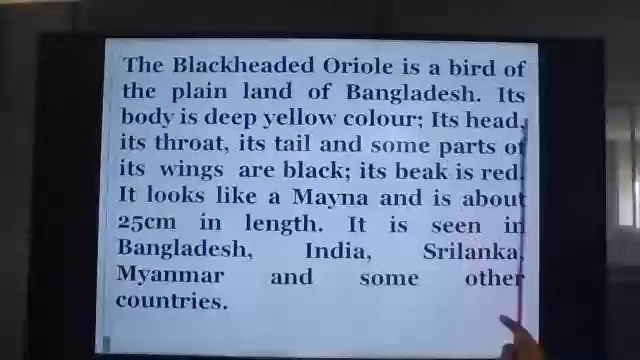 The Blackheaded Oriole is a bird of
the plain land of Bangladesh. Its
body is deep yellow colour; Its head,
its throat, its tail and some parts of
its wings are black; its beak is red.
It looks like a Mayna and is about
25cm in length. It is seen in
Bangladesh, India, Srilanka,
Myanmar and some other
countries.